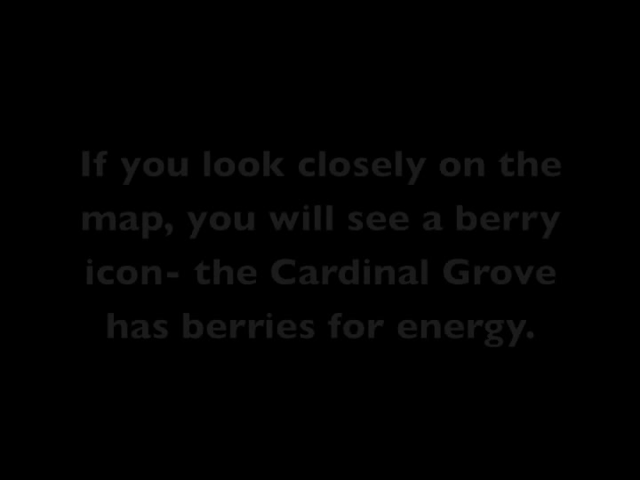 If you look closely on the
map, you will see a berry
icon- the Cardinal Grove
has berries for energy.